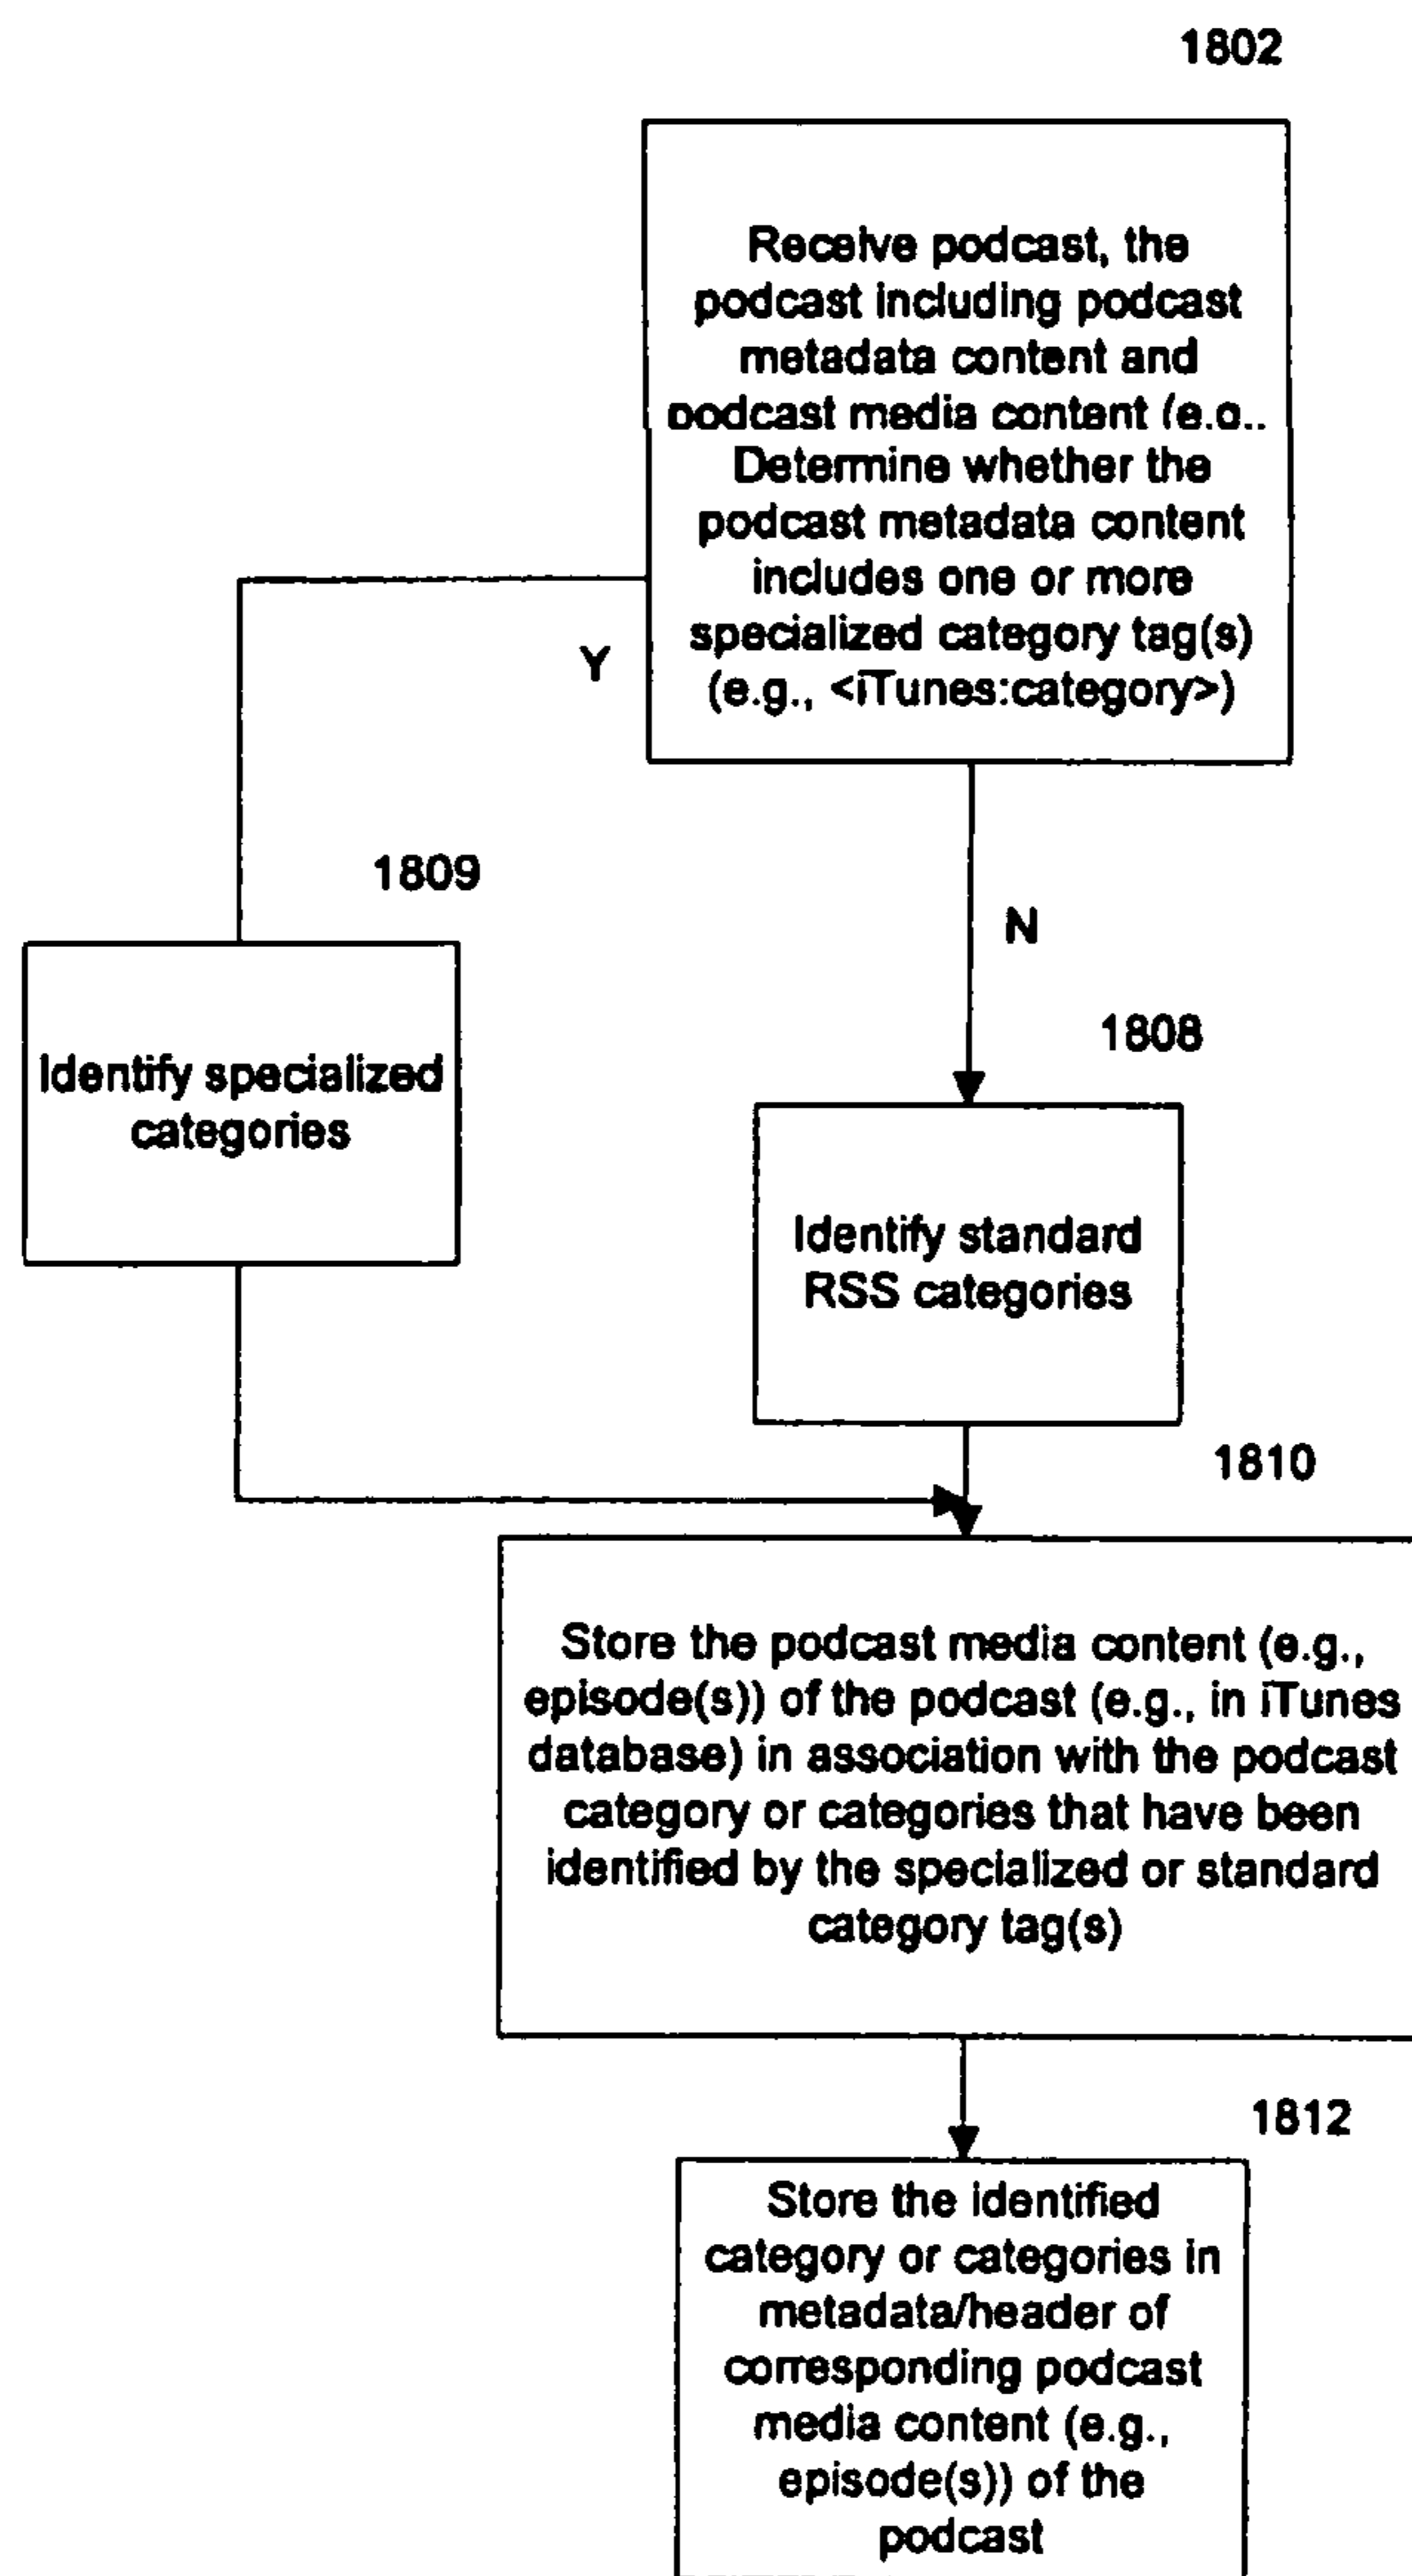 1802
Receive podcast, the
podcast including podcast
metadata content and
podcast media content (e.g.,
Determine whether the
podcast metadata content
includes one or more
specialized category tag(s)
(e.g., <iTunes:category>)
Y
N
1809
Identify specialized
categories
1808
Identify standard
RSS categories
1810
Store the podcast media content (e.g.,
episode(s)) of the podcast (e.g., in iTunes
database) in association with the podcast
category or categories that have been
identified by the specialized or standard
category tag(s)
1812
Store the identified
category or categories in
metadata/header of
corresponding podcast
media content (e.g.,
episode(s)) of the
podcast